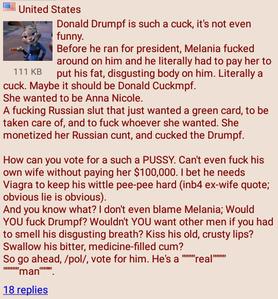 United States
Donald Drumpf is such a cuck, it's not even
funny.
Before he ran for president, Melania fucked
around on him and he literally had to pay her to
put his fat, disgusting body on him. Literally a
111 KB
cuck. Maybe it should be Donald Cuckmpf.
She wanted to be Anna Nicole.
A fucking Russian slut that just wanted a green card, to be
taken care of, and to fuck whoever she wanted. She
monetized her Russian cunt, and cucked the Drumpf.
How can you vote for a such a PUSSY. Can't even fuck his
own wife without paying her $100,000. I bet he needs
Viagra to keep his wittle pee-pee hard (inb4 ex-wife quote;
obvious lie is obvious).
And you know what? I don't even blame Melania; Would
YOU fuck Drumpf? Wouldn't YOU want other men if you had
to smell his disgusting breath? Kiss his old, crusty lips?
Swallow his bitter, medicine-filled cum?
So go ahead, /pol/, vote for him. He's a """""real"""""
"""""man""""".
18 replies